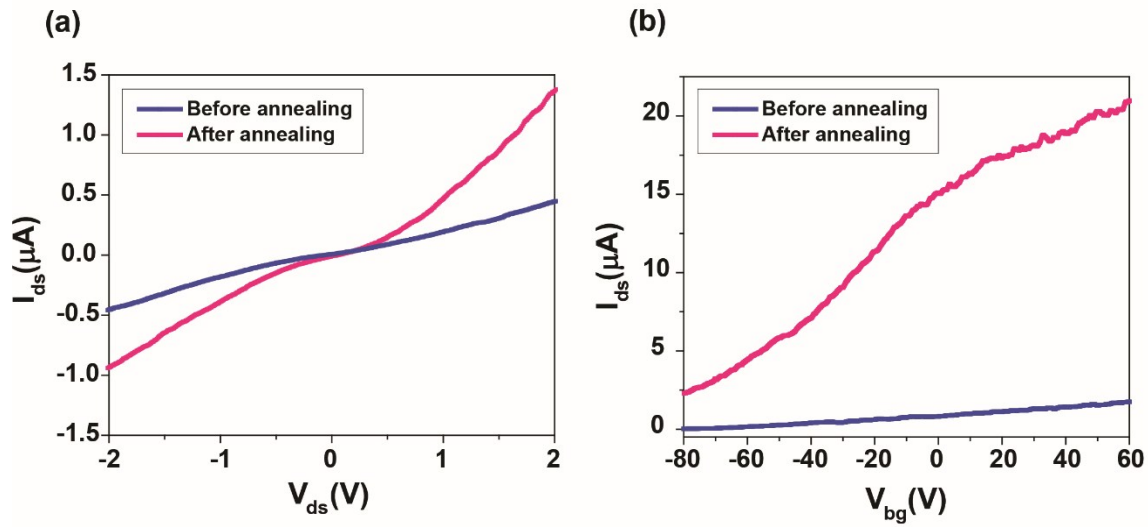 (a)
Before annealing
After annealing
1.5
1.0
0.5
0.0
-0.5
-1.0
-1.5
I_ds(μA)
-2
-1
0
1
2
V_ds(V)
(b)
Before annealing
After annealing
20
15
10
5
0
I_ds(μA)
-80
-60
-40
-20
0
20
40
60
V_bg(V)